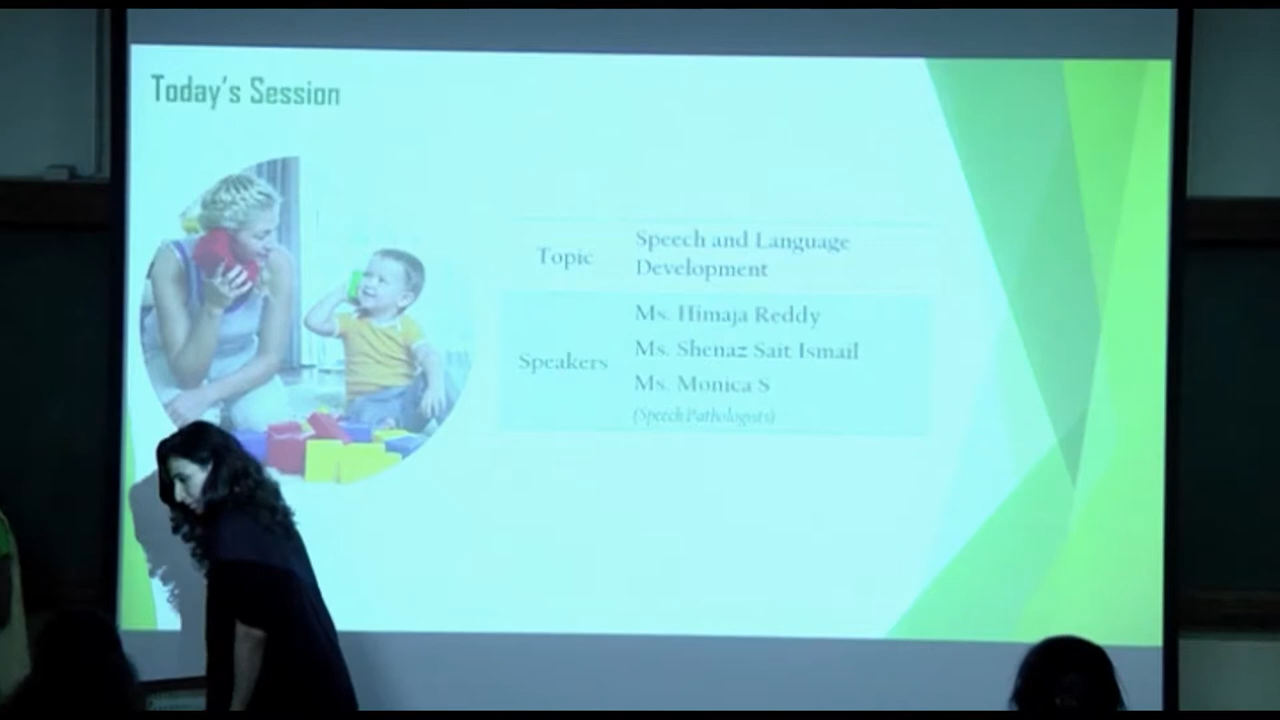 Today's Session
Topic
Speech and Language
Development
Speakers
Ms. Himaja Reddy
Ms. Shenaz Sait Ismail
Ms. Monica S
(Speech Pathologists)